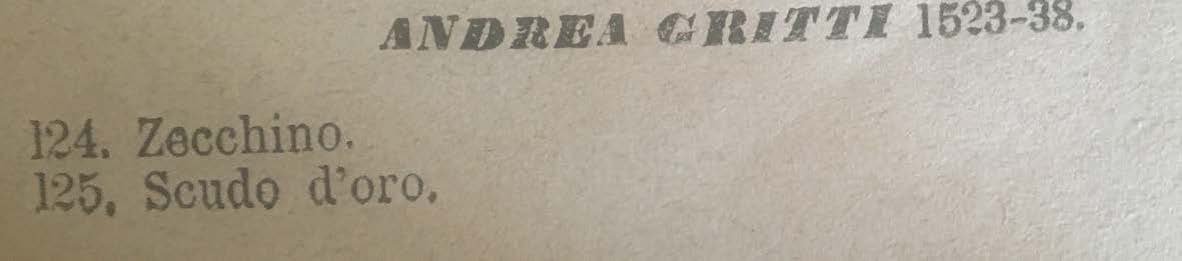 ANDREA GRITTI 1523-38.
124. Zecchino.
125. Scudo d'oro.